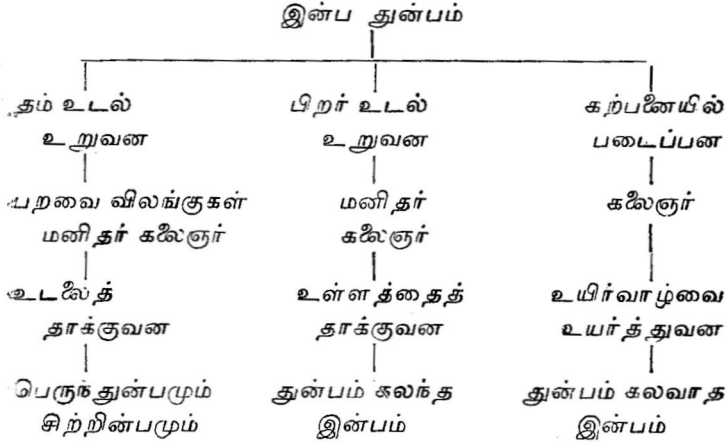 இன்ப துன்பம்
தம் உடல்
உறுவன
பிறர் உடல்
உறுவன
கற்பனையில்
படைப்பன
பறவை விலங்குகள்
மனிதர் கலைஞர்
மனிதர்
கலைஞர்
கலைஞர்
உடலைத்
தாக்குவன
உள்ளத்தைத்
தாக்குவன
உயிர்வாழ்வை
உயர்த்துவன
பெருந்துன்பமும்
சிற்றின்பமும்
துன்பம் கலந்த
இன்பம்
துன்பம் கலவாத
இன்பம்